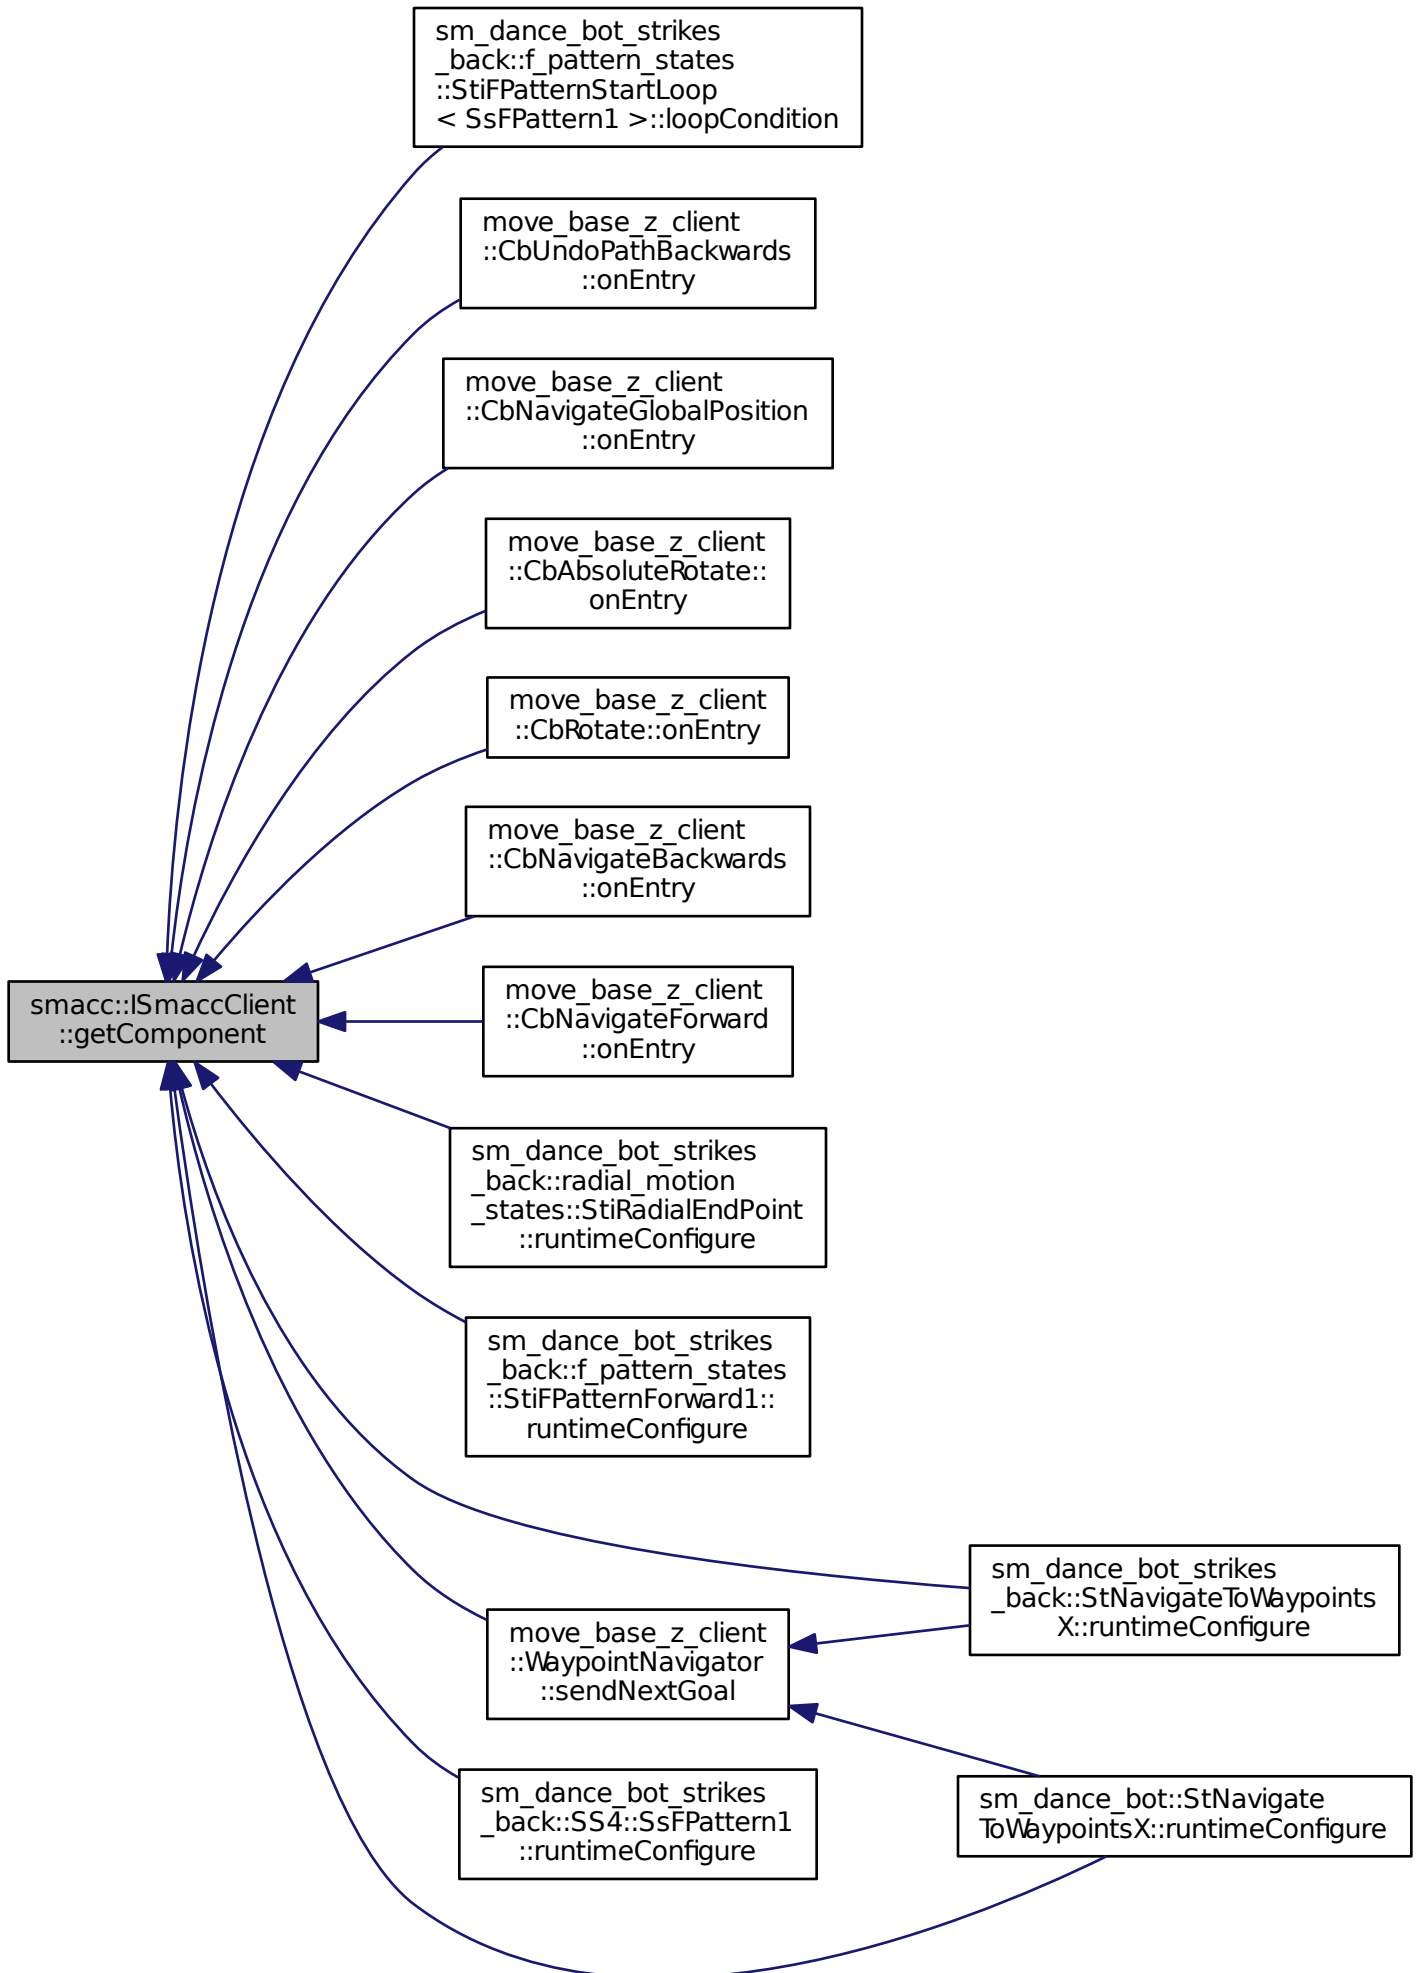 sm_dance_bot_strikes
_back::f_pattern_states
::StiFPatternStartLoop
< SsFPattern1 >::loopCondition
move_base_z_client
::CbUndoPathBackwards
::onEntry
move_base_z_client
::CbNavigateGlobalPosition
::onEntry
move_base_z_client
::CbAbsoluteRotate::
onEntry
move_base_z_client
::CbRotate::onEntry
move_base_z_client
::CbNavigateBackwards
::onEntry
smacc::ISmaccClient
::getComponent
move_base_z_client
::CbNavigateForward
::onEntry
sm_dance_bot_strikes
_back::radial_motion
_states::StiRadialEndPoint
::runtimeConfigure
sm_dance_bot_strikes
_back::f_pattern_states
::StiFPatternForward1::
runtimeConfigure
sm_dance_bot_strikes
_back::StNavigateToWaypoints
X::runtimeConfigure
move_base_z_client
::WaypointNavigator
::sendNextGoal
sm_dance_bot_strikes
_back::SS4::SsFPattern1
::runtimeConfigure
sm_dance_bot::StNavigate
ToWaypointsX::runtimeConfigure